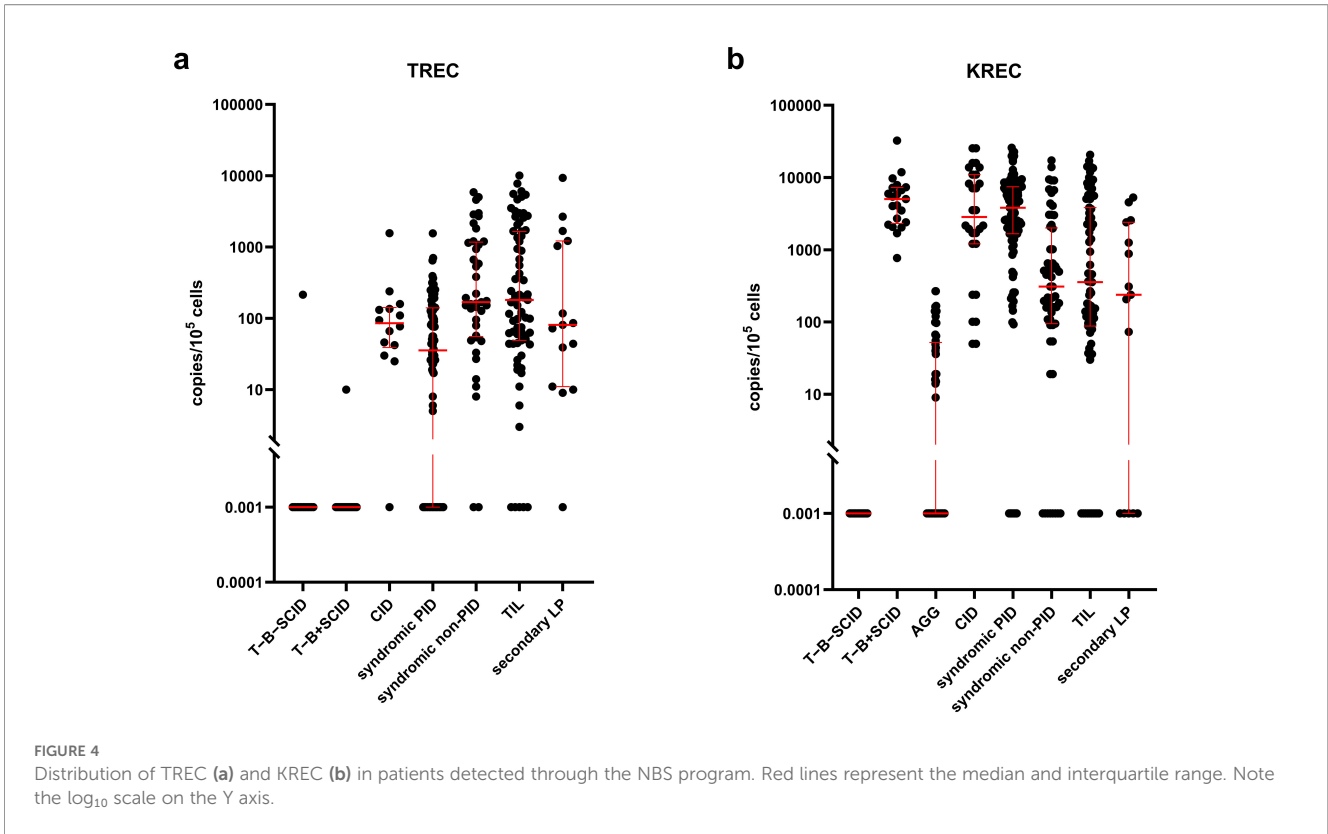 a
TREC
100000
10000
1000
100
10
0.001
0.0001
copies/10⁵ cells
T−B−SCID
T−B+SCID
CID
syndromic PID
syndromic non-PID
TIL
secondary LP
b
KREC
100000
10000
1000
100
10
0.001
0.0001
copies/10⁵ cells
T−B−SCID
T−B+SCID
AGG
CID
syndromic PID
syndromic non-PID
TIL
secondary LP
FIGURE 4
Distribution of TREC (a) and KREC (b) in patients detected through the NBS program. Red lines represent the median and interquartile range. Note
the log₁₀ scale on the Y axis.